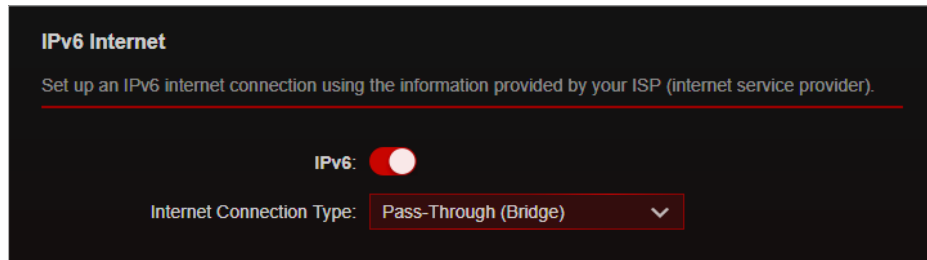 IPv6 Internet
Set up an IPv6 internet connection using the information provided by your ISP (internet service provider).
IPv6:
Internet Connection Type: Pass-Through (Bridge)